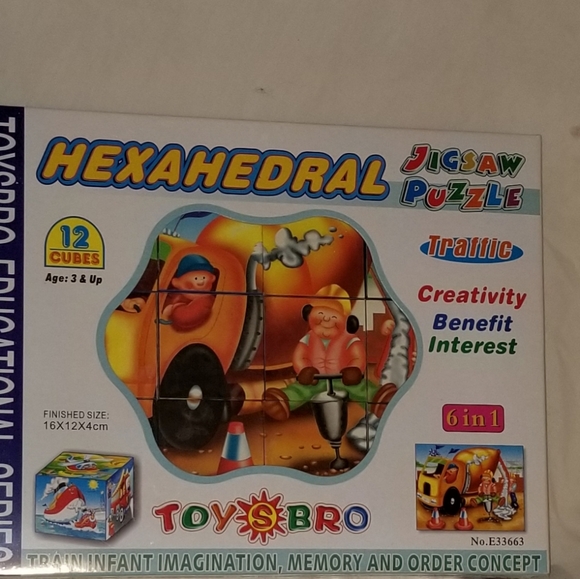 HEXAHEDRAL
JIGSAW
PUZZLE
12
CUBES
Age: 3 & Up
Traffic
Creativity
Benefit
Interest
FINISHED SIZE:
16X12X4cm
6 in 1
TOYSBRO
No.E33663
TRAIN INFANT IMAGINATION, MEMORY AND ORDER CONCEPT
TOYSBRO EDUCATIONAL SERIES